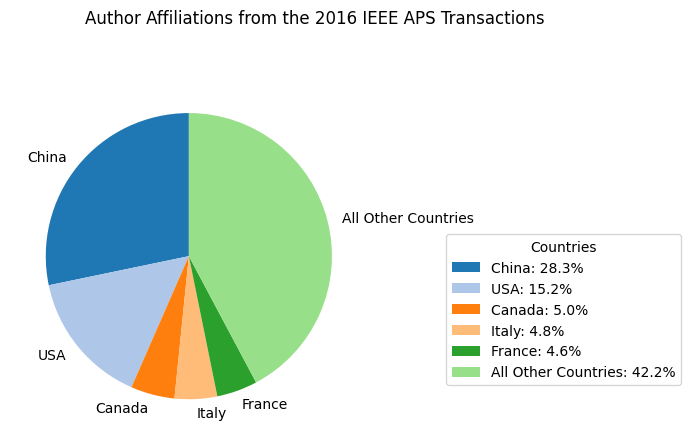 Author Affiliations from the 2016 IEEE APS Transactions
China
All Other Countries
USA
Canada
Italy
France
Countries
China: 28.3%
USA: 15.2%
Canada: 5.0%
Italy: 4.8%
France: 4.6%
All Other Countries: 42.2%